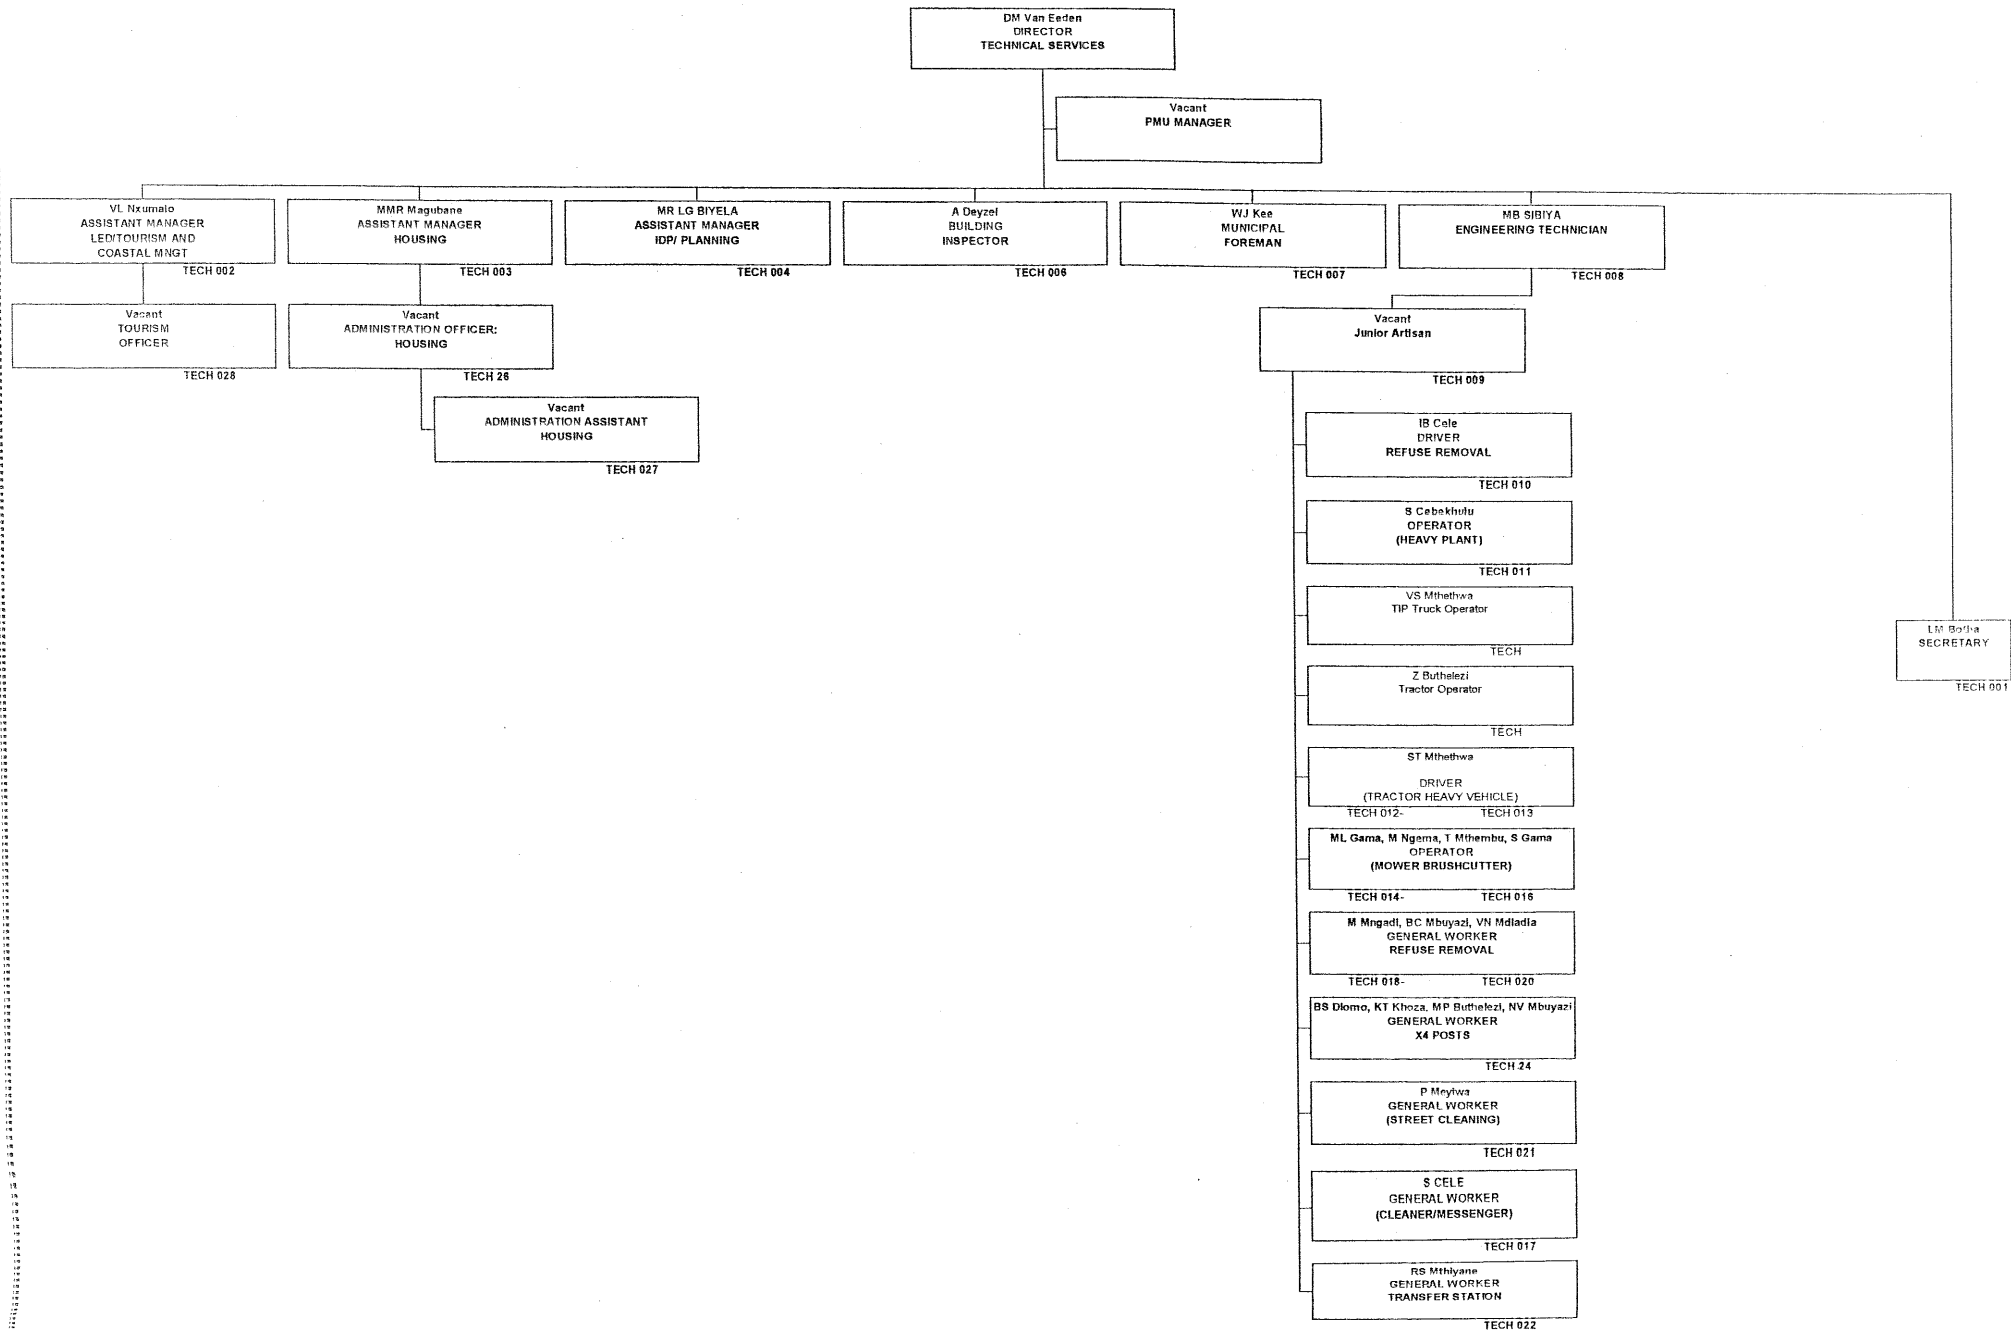 DM Van Eeden
DIRECTOR
TECHNICAL SERVICES
Vacant
PMU MANAGER
VL Nxumalo
ASSISTANT MANAGER
LED/TOURISM AND
COASTAL MNGT
TECH 002
MMR Magubane
ASSISTANT MANAGER
HOUSING
TECH 003
MR LG BIYELA
ASSISTANT MANAGER
IDP/ PLANNING
TECH 004
A Deyzel
BUILDING
INSPECTOR
TECH 006
WJ Kee
MUNICIPAL
FOREMAN
TECH 007
MB SIBIYA
ENGINEERING TECHNICIAN
TECH 008
Vacant
TOURISM
OFFICER
TECH 028
Vacant
ADMINISTRATION OFFICER:
HOUSING
TECH 26
Vacant
ADMINISTRATION ASSISTANT
HOUSING
TECH 027
Vacant
Junior Artisan
TECH 009
IB Cele
DRIVER
REFUSE REMOVAL
TECH 010
S Cebekhulu
OPERATOR
(HEAVY PLANT)
TECH 011
VS Mthethwa
TIP Truck Operator
TECH
Z Buthelezi
Tractor Operator
TECH
ST Mthethwa
DRIVER
(TRACTOR HEAVY VEHICLE)
TECH 012- TECH 013
ML Gama, M Ngema, T Mthembu, S Gama
OPERATOR
(MOWER BRUSHCUTTER)
TECH 014- TECH 016
M Mngadi, BC Mbuyazi, VN Mdladla
GENERAL WORKER
REFUSE REMOVAL
TECH 018- TECH 020
BS Dlomo, KT Khoza, MP Buthelezi, NV Mbuyazi
GENERAL WORKER
X4 POSTS
TECH 24
P Meyiwa
GENERAL WORKER
(STREET CLEANING)
TECH 021
S CELE
GENERAL WORKER
(CLEANER/MESSENGER)
TECH 017
RS Mthiyane
GENERAL WORKER
TRANSFER STATION
TECH 022
LM Botha
SECRETARY
TECH 001